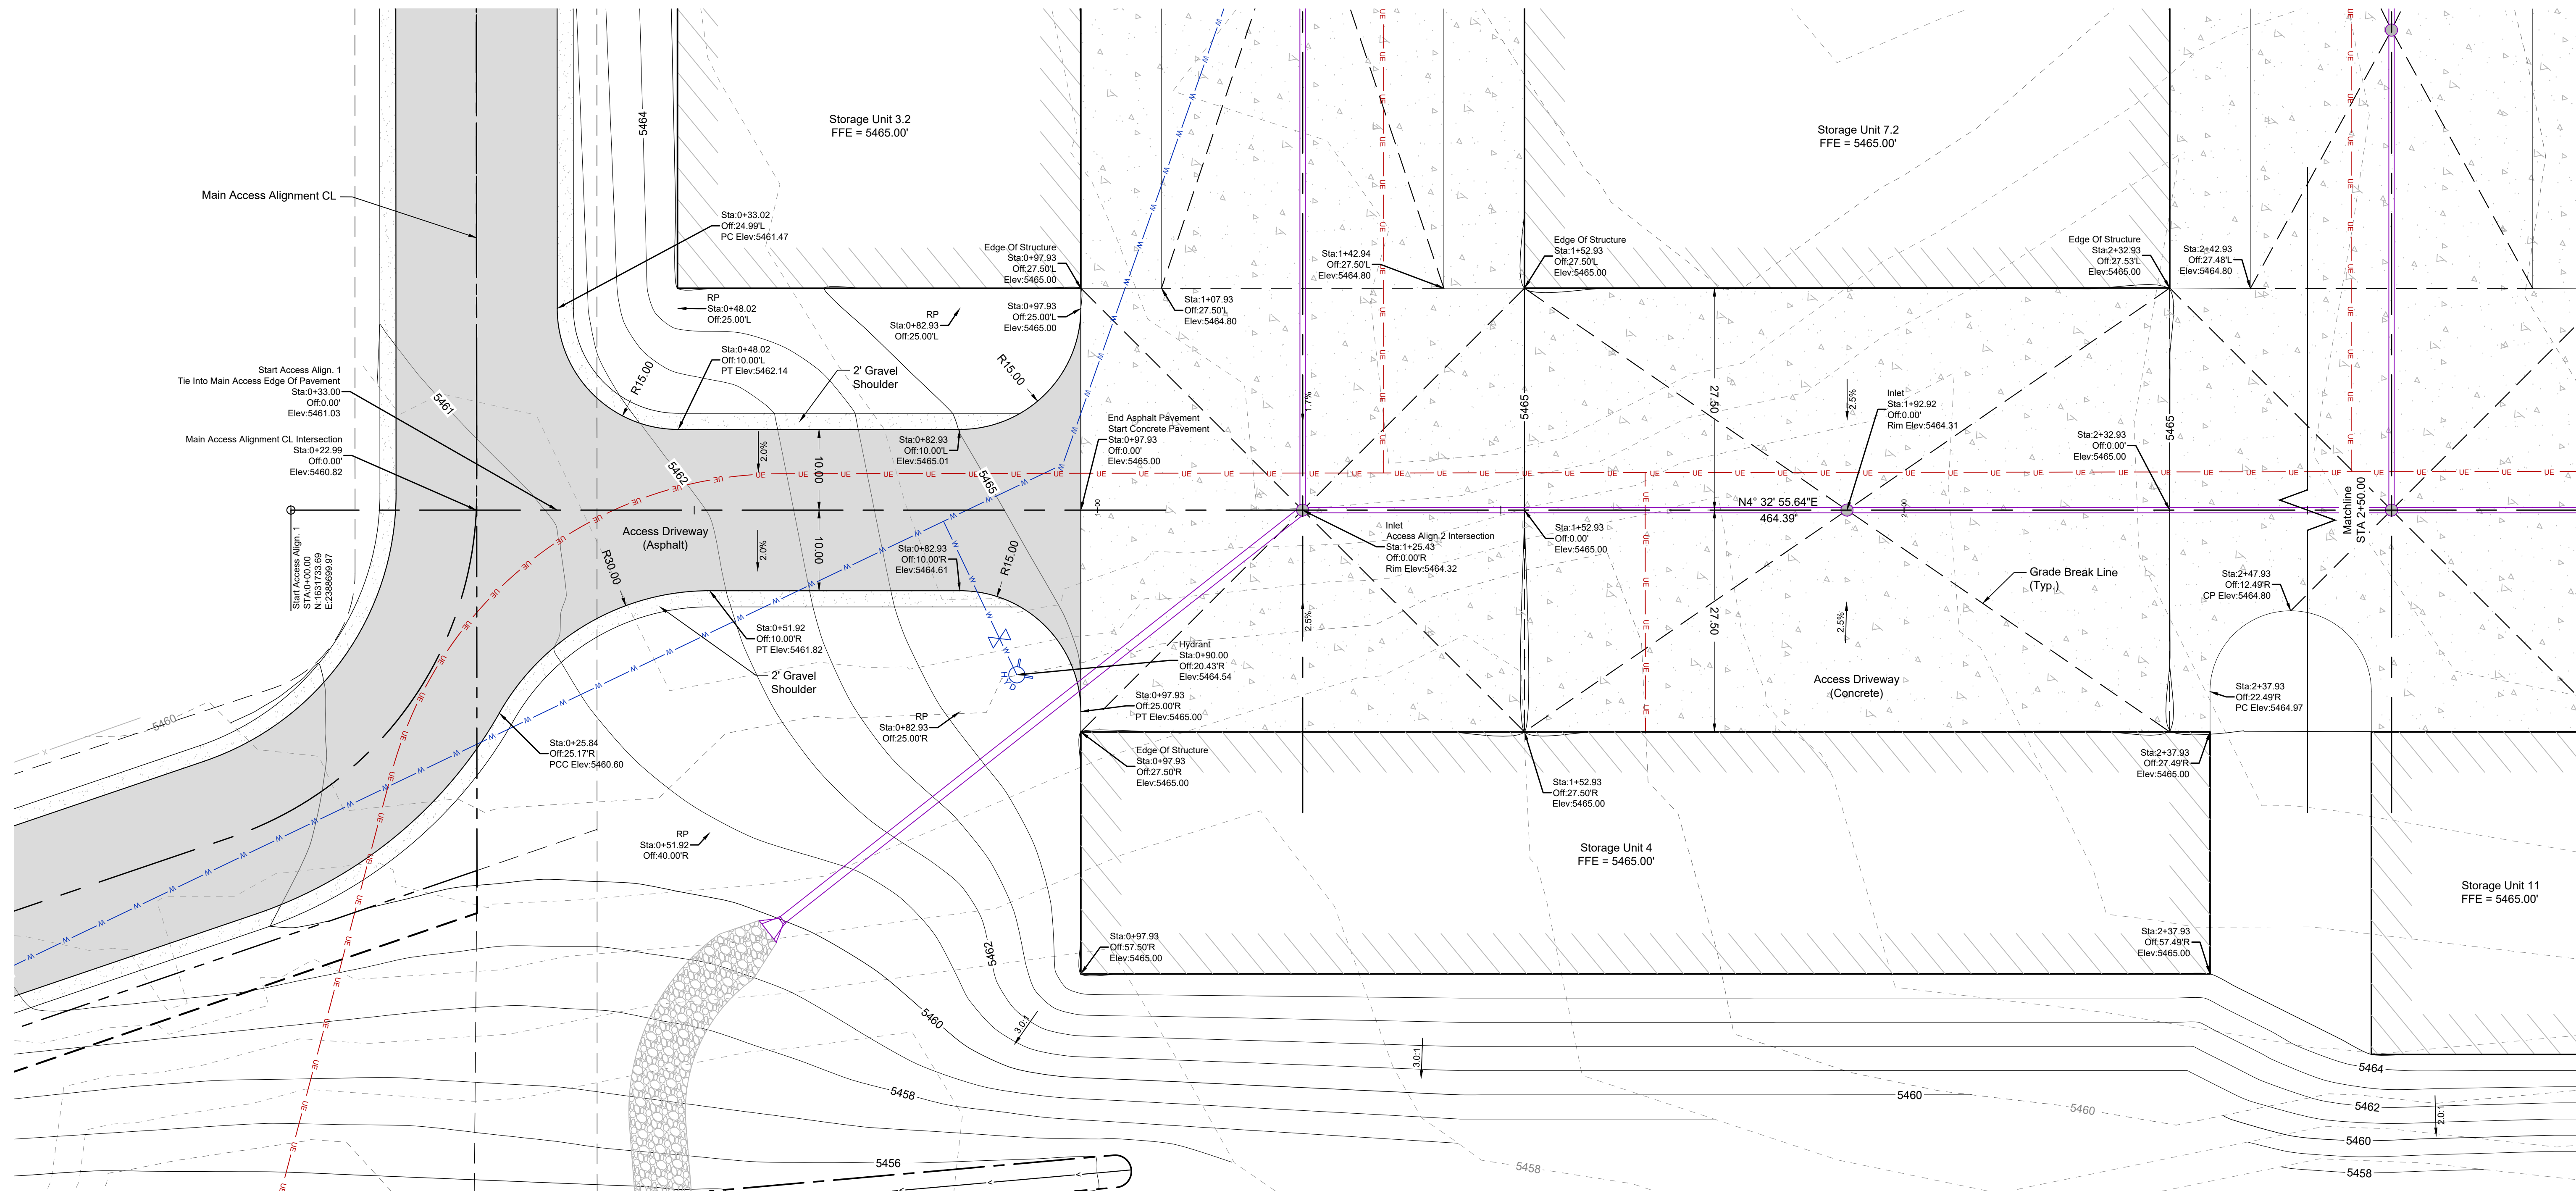 Storage Unit 3.2
FFE = 5465.00'
Storage Unit 7.2
FFE = 5465.00'
5464
Main Access Alignment CL
Sta:0+33.02
Off:24.99'L
PC Elev:5461.47
Edge Of Structure
Sta:0+97.93
Off:27.50'L
Elev:5465.00
Sta:1+42.94
Off:27.50'L
Elev:5464.80
Edge Of Structure
Sta:1+52.93
Off:27.50'L
Elev:5465.00
Edge Of Structure
Sta:2+32.93
Off:27.53'L
Elev:5465.00
Sta:2+42.93
Off:27.48'L
Elev:5464.80
RP
Sta:0+48.02
Off:25.00'L
RP
Sta:0+82.93
Off:25.00'L
Sta:0+97.93
Off:25.00'L
Elev:5465.00
Sta:1+07.93
Off:27.50'L
Elev:5464.80
Sta:0+48.02
Off:10.00'L
PT Elev:5462.14
R15.00
2' Gravel
Shoulder
R15.00
1.7%
5465
27.50
2.5%
Inlet
Sta:1+92.92
Off:0.00'
Rim Elev:5464.31
5465
Start Access Align. 1
Tie Into Main Access Edge Of Pavement
Sta:0+33.00
Off:0.00'
Elev:5461.03
5461
Main Access Alignment CL Intersection
Sta:0+22.99
Off:0.00'
Elev:5460.82
5462
2.0%
10.00
Sta:0+82.93
Off:10.00'L
Elev:5465.01
5465
End Asphalt Pavement
Start Concrete Pavement
Sta:0+97.93
Off:0.00'
Elev:5465.00
1+00
Sta:2+32.93
Off:0.00'
Elev:5465.00
N4° 32' 55.64"E
464.39'
2+00
Matchline
STA 2+50.00
Start Access Align. 1
STA:0+00.00
N:1631733.69
E:2388699.97
Access Driveway
(Asphalt)
2.0%
10.00
R30.00
Sta:0+82.93
Off:10.00'R
Elev:5464.61
R15.00
Inlet
Access Align.2 Intersection
Sta:1+25.43
Off:0.00'R
Rim Elev:5464.32
Sta:1+52.93
Off:0.00'
Elev:5465.00
27.50
Grade Break Line
(Typ.)
Sta:2+47.93
Off:12.49'R
CP Elev:5464.80
2.5%
2.5%
Sta:0+51.92
Off:10.00'R
PT Elev:5461.82
2' Gravel
Shoulder
HYD
Hydrant
Sta:0+90.00
Off:20.43'R
Elev:5464.54
Access Driveway
(Concrete)
Sta:2+37.93
Off:22.49'R
PC Elev:5464.97
Sta:0+97.93
Off:25.00'R
PT Elev:5465.00
RP
Sta:0+82.93
Off:25.00'R
5460
Sta:0+25.84
Off:25.17'R
PCC Elev:5460.60
Edge Of Structure
Sta:0+97.93
Off:27.50'R
Elev:5465.00
Sta:1+52.93
Off:27.50'R
Elev:5465.00
Sta:2+37.93
Off:27.49'R
Elev:5465.00
RP
Sta:0+51.92
Off:40.00'R
Storage Unit 4
FFE = 5465.00'
Storage Unit 11
FFE = 5465.00'
5462
Sta:0+97.93
Off:57.50'R
Elev:5465.00
Sta:2+37.93
Off:57.49'R
Elev:5465.00
5460
3.0:1
3.0:1
5464
5458
5460
5460
5462
2.0:1
5460
5456
5458
5458
UE
W